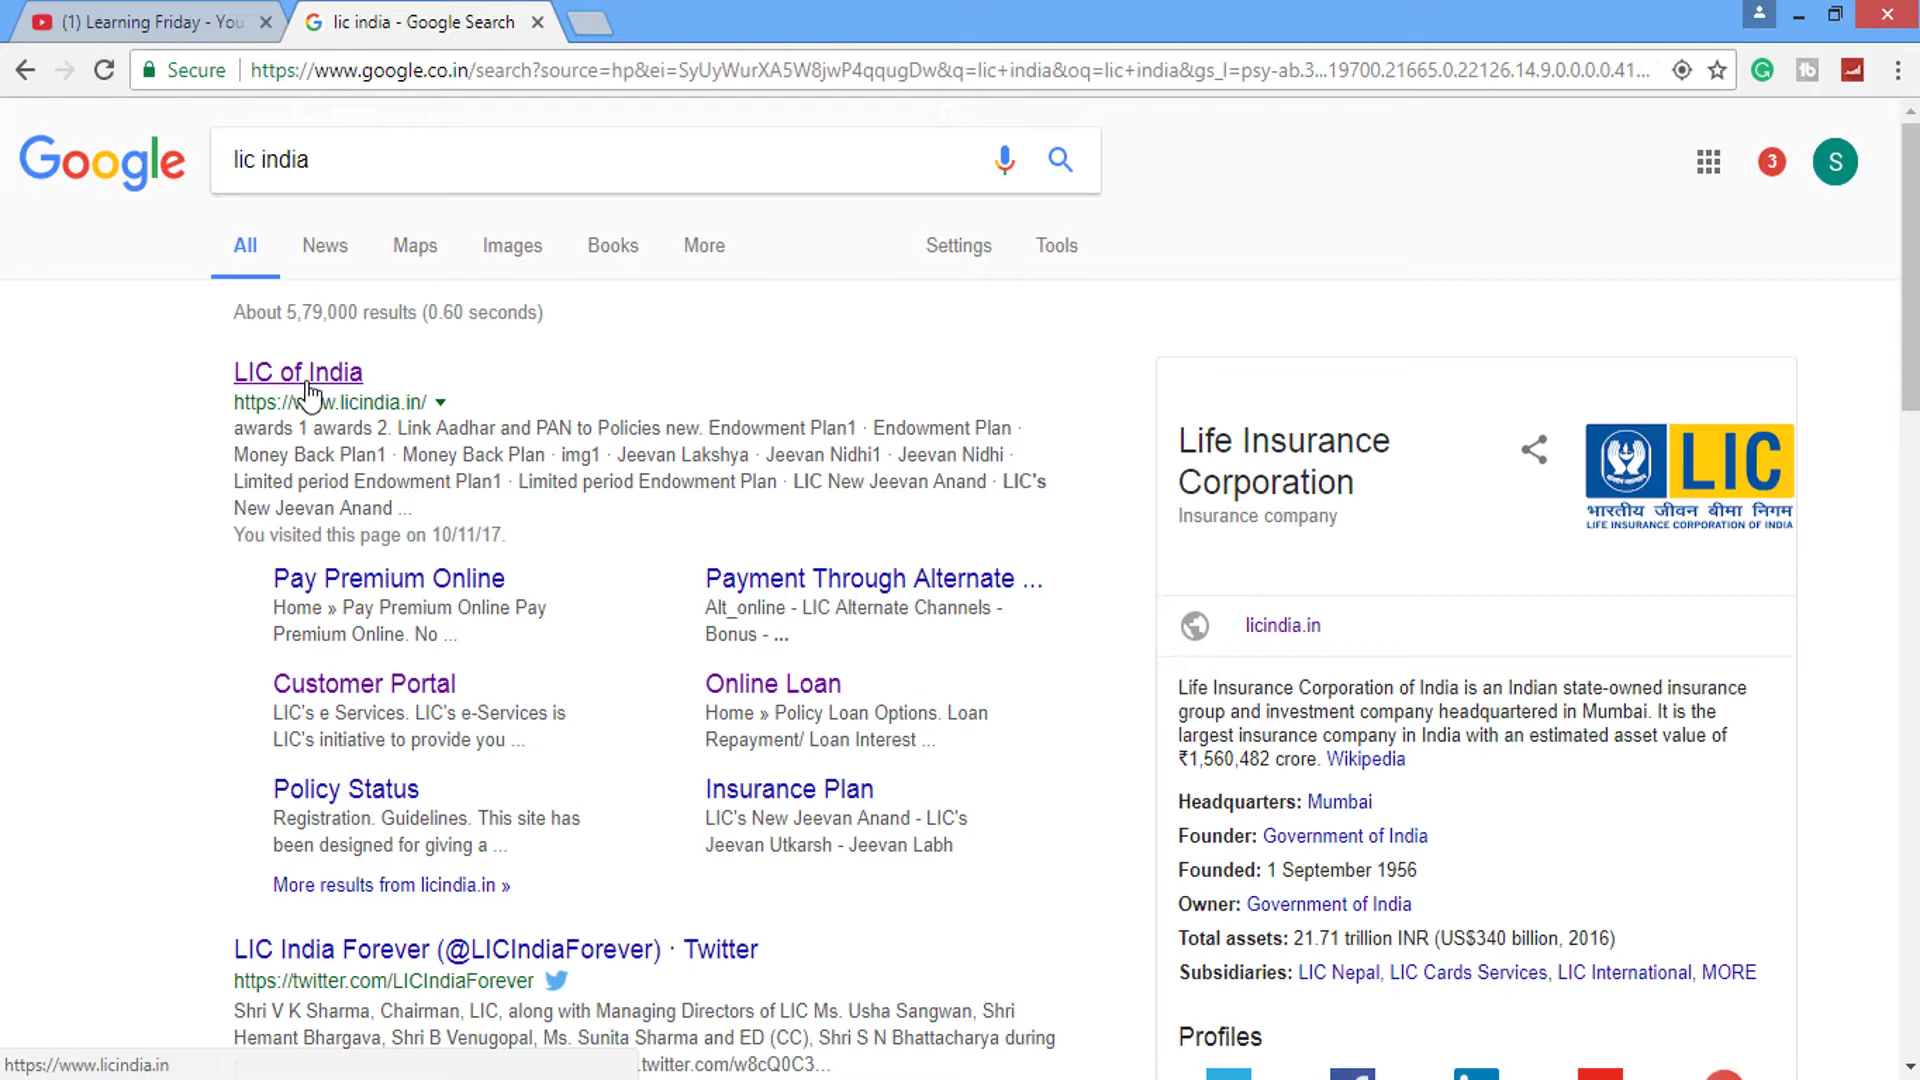 (1) Learning Friday - You
lic india - Google Search
Secure
https://www.google.co.in/search?source=hp&ei=SyUyWurXA5W8jwP4qqugDw&q=lic+india&oq=lic+india&gs_l=psy-ab.3...19700.21665.0.22126.14.9.0.0.0.0.41...
Google
lic india
3
S
All
News
Maps
Images
Books
More
Settings
Tools
About 5,79,000 results (0.60 seconds)
LIC of India
https://www.licindia.in/
awards 1 awards 2. Link Aadhar and PAN to Policies new. Endowment Plan1 · Endowment Plan ·
Money Back Plan1 · Money Back Plan · img1 · Jeevan Lakshya · Jeevan Nidhi1 · Jeevan Nidhi ·
Limited period Endowment Plan1 · Limited period Endowment Plan · LIC New Jeevan Anand · LIC's
New Jeevan Anand ...
You visited this page on 10/11/17.
Pay Premium Online
Home » Pay Premium Online Pay
Premium Online. No ...
Payment Through Alternate ...
Alt_online - LIC Alternate Channels -
Bonus - ...
Customer Portal
LIC's e Services. LIC's e-Services is
LIC's initiative to provide you ...
Online Loan
Home » Policy Loan Options. Loan
Repayment/ Loan Interest ...
Policy Status
Registration. Guidelines. This site has
been designed for giving a ...
Insurance Plan
LIC's New Jeevan Anand - LIC's
Jeevan Utkarsh - Jeevan Labh
More results from licindia.in »
LIC India Forever (@LICIndiaForever) · Twitter
https://twitter.com/LICIndiaForever
Shri V K Sharma, Chairman, LIC, along with Managing Directors of LIC Ms. Usha Sangwan, Shri
Hemant Bhargava, Shri B Venugopal, Ms. Sunita Sharma and ED (CC), Shri S N Bhattacharya during
.twitter.com/w8cQ0C3...
https://www.licindia.in
Life Insurance
Corporation
Insurance company
LIC
भारतीय जीवन बीमा निगम
LIFE INSURANCE CORPORATION OF INDIA
licindia.in
Life Insurance Corporation of India is an Indian state-owned insurance
group and investment company headquartered in Mumbai. It is the
largest insurance company in India with an estimated asset value of
₹1,560,482 crore. Wikipedia
Headquarters: Mumbai
Founder: Government of India
Founded: 1 September 1956
Owner: Government of India
Total assets: 21.71 trillion INR (US$340 billion, 2016)
Subsidiaries: LIC Nepal, LIC Cards Services, LIC International, MORE
Profiles